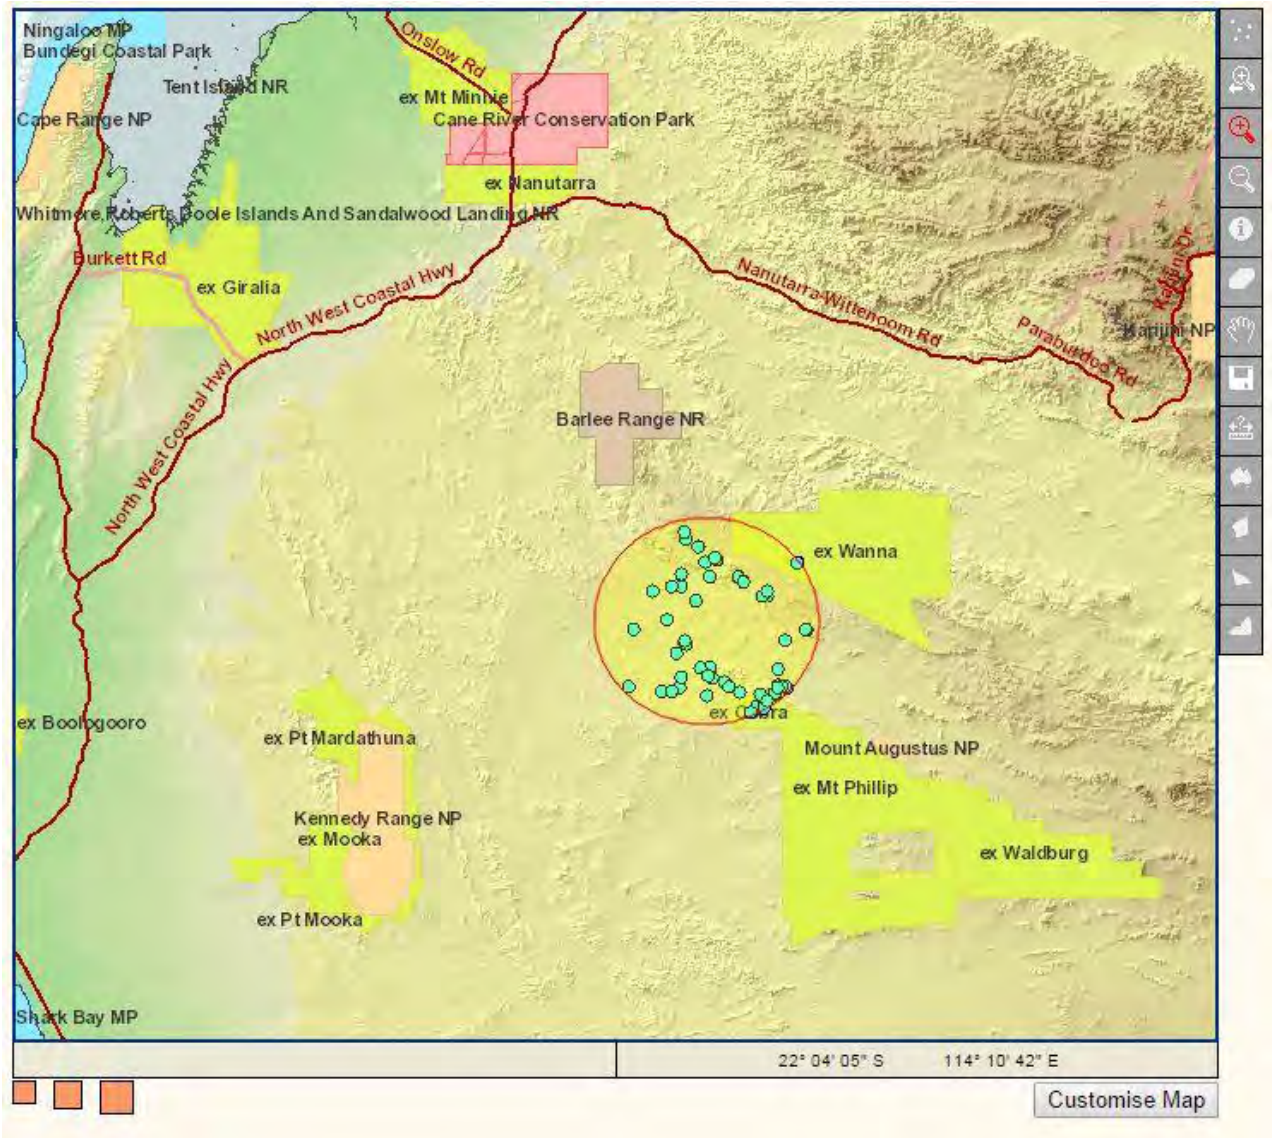 Ningaloo MP
Bundegi Coastal Park
Onslow Rd
Tent Island NR
ex Mt Minnie
Cape Range NP
Cane River Conservation Park
ex Nanutarra
Whitmore,Roberts,Doole Islands And Sandalwood Landing NR
Burkett Rd
ex Giralia
North West Coastal Hwy
Nanutarra-Wittenoom Rd
Karijini Dr
Paraburdoo Rd
Karijini NP
North West Coastal Hwy
Barlee Range NR
ex Wanna
ex Cobra
ex Boologooro
ex Pt Mardathuna
Mount Augustus NP
ex Mt Phillip
Kennedy Range NP
ex Mooka
ex Waldburg
ex Pt Mooka
Shark Bay MP
22° 04' 05" S 114° 10' 42" E
Customise Map